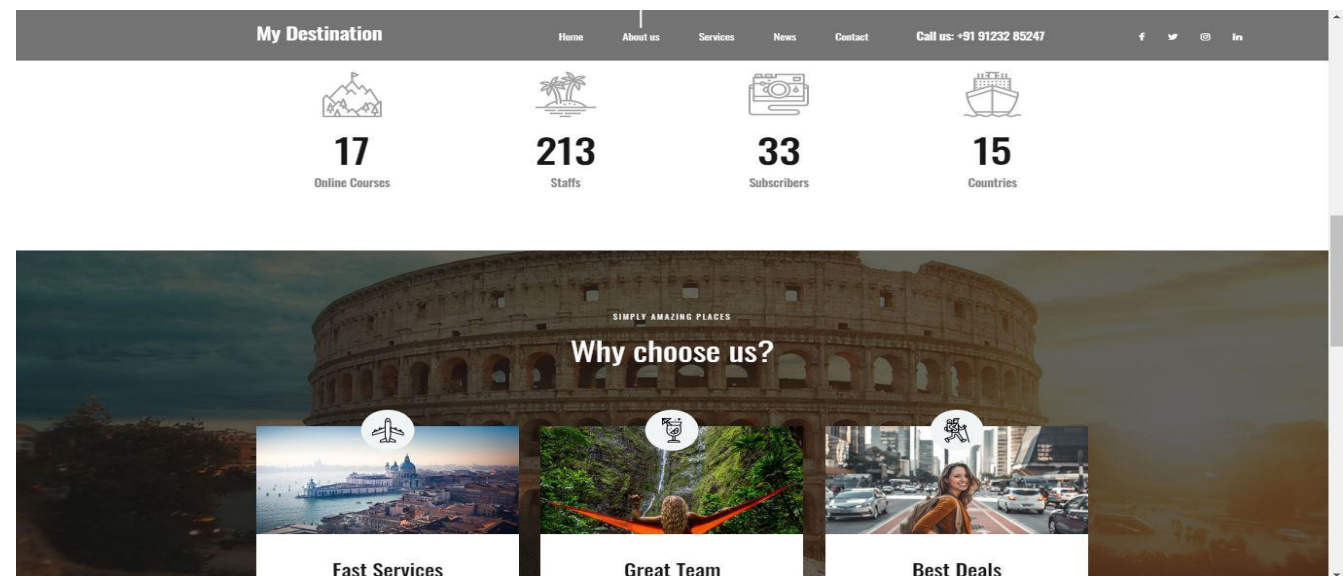 My Destination
Home About us Services News Contact Call us: +91 91232 85247
17 213 33 15
Online Courses Staffs Subscribers Countries
SIMPLY AMAZING PLACES
Why choose us?
Fast Services Great Team Best Deals